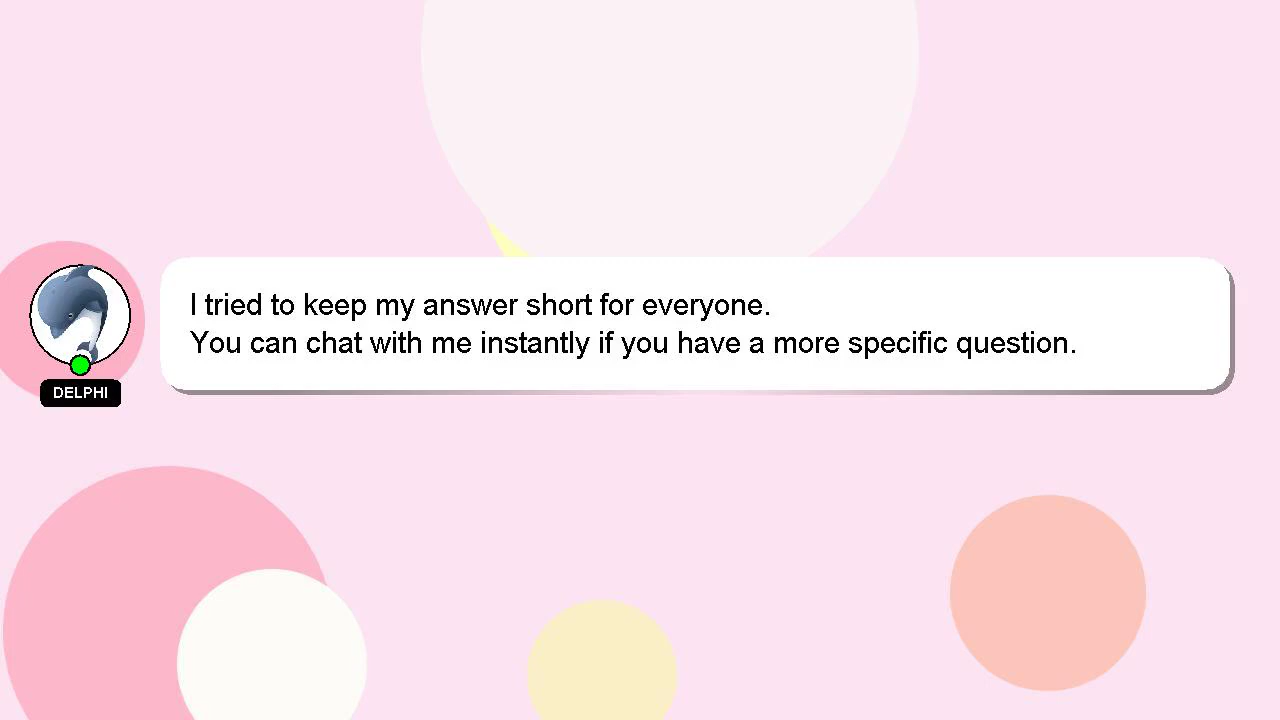 I tried to keep my answer short for everyone.
You can chat with me instantly if you have a more specific question.
DELPHI